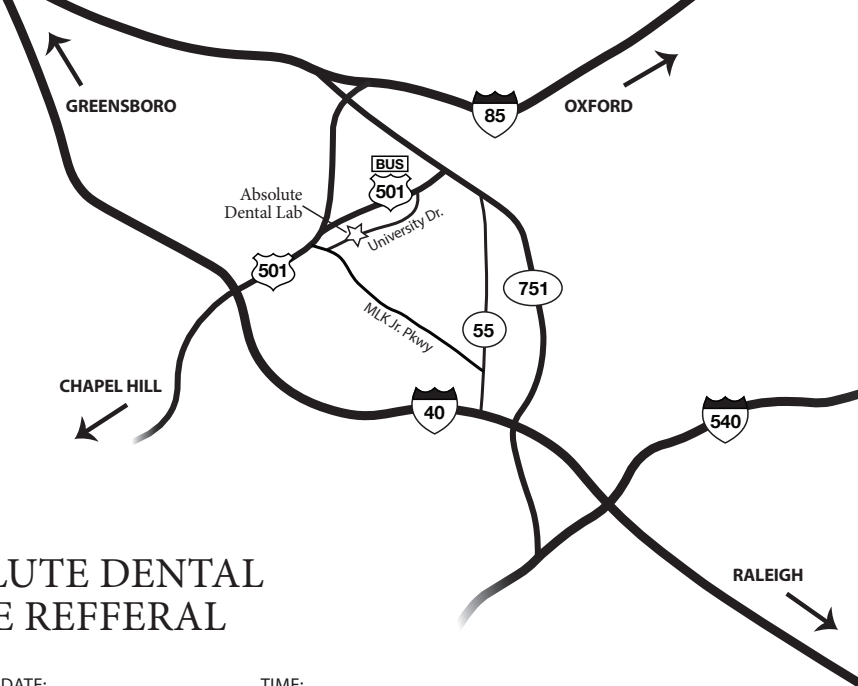 GREENSBORO
OXFORD
85
BUS
501
Absolute
Dental Lab
University Dr.
501
751
MLK Jr. Pkwy
55
CHAPEL HILL
40
540
RALEIGH
LUTE DENTAL
E REFFERAL
DATE:
TIME: